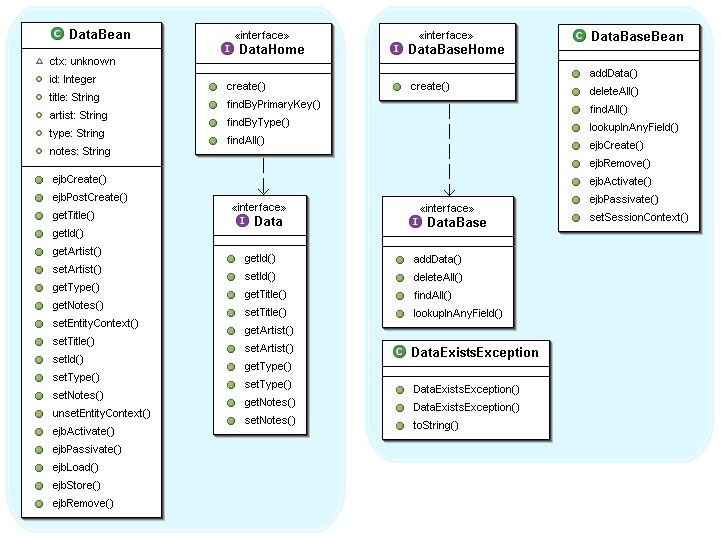 C DataBean
ctx: unknown
id: Integer
title: String
artist: String
type: String
notes: String
ejbCreate()
ejbPostCreate()
getTitle()
getId()
getArtist()
setArtist()
getType()
getNotes()
setEntityContext()
setTitle()
setId()
setType()
setNotes()
unsetEntityContext()
ejbActivate()
ejbPassivate()
ejbLoad()
ejbStore()
ejbRemove()
«interface»
I DataHome
create()
findByPrimaryKey()
findByType()
findAll()
«interface»
I Data
getId()
setId()
getTitle()
setTitle()
getArtist()
setArtist()
getType()
setType()
getNotes()
setNotes()
«interface»
I DataBaseHome
create()
«interface»
I DataBase
addData()
deleteAll()
findAll()
lookupInAnyField()
C DataExistsException
DataExistsException()
DataExistsException()
toString()
C DataBaseBean
addData()
deleteAll()
findAll()
lookupInAnyField()
ejbCreate()
ejbRemove()
ejbActivate()
ejbPassivate()
setSessionContext()